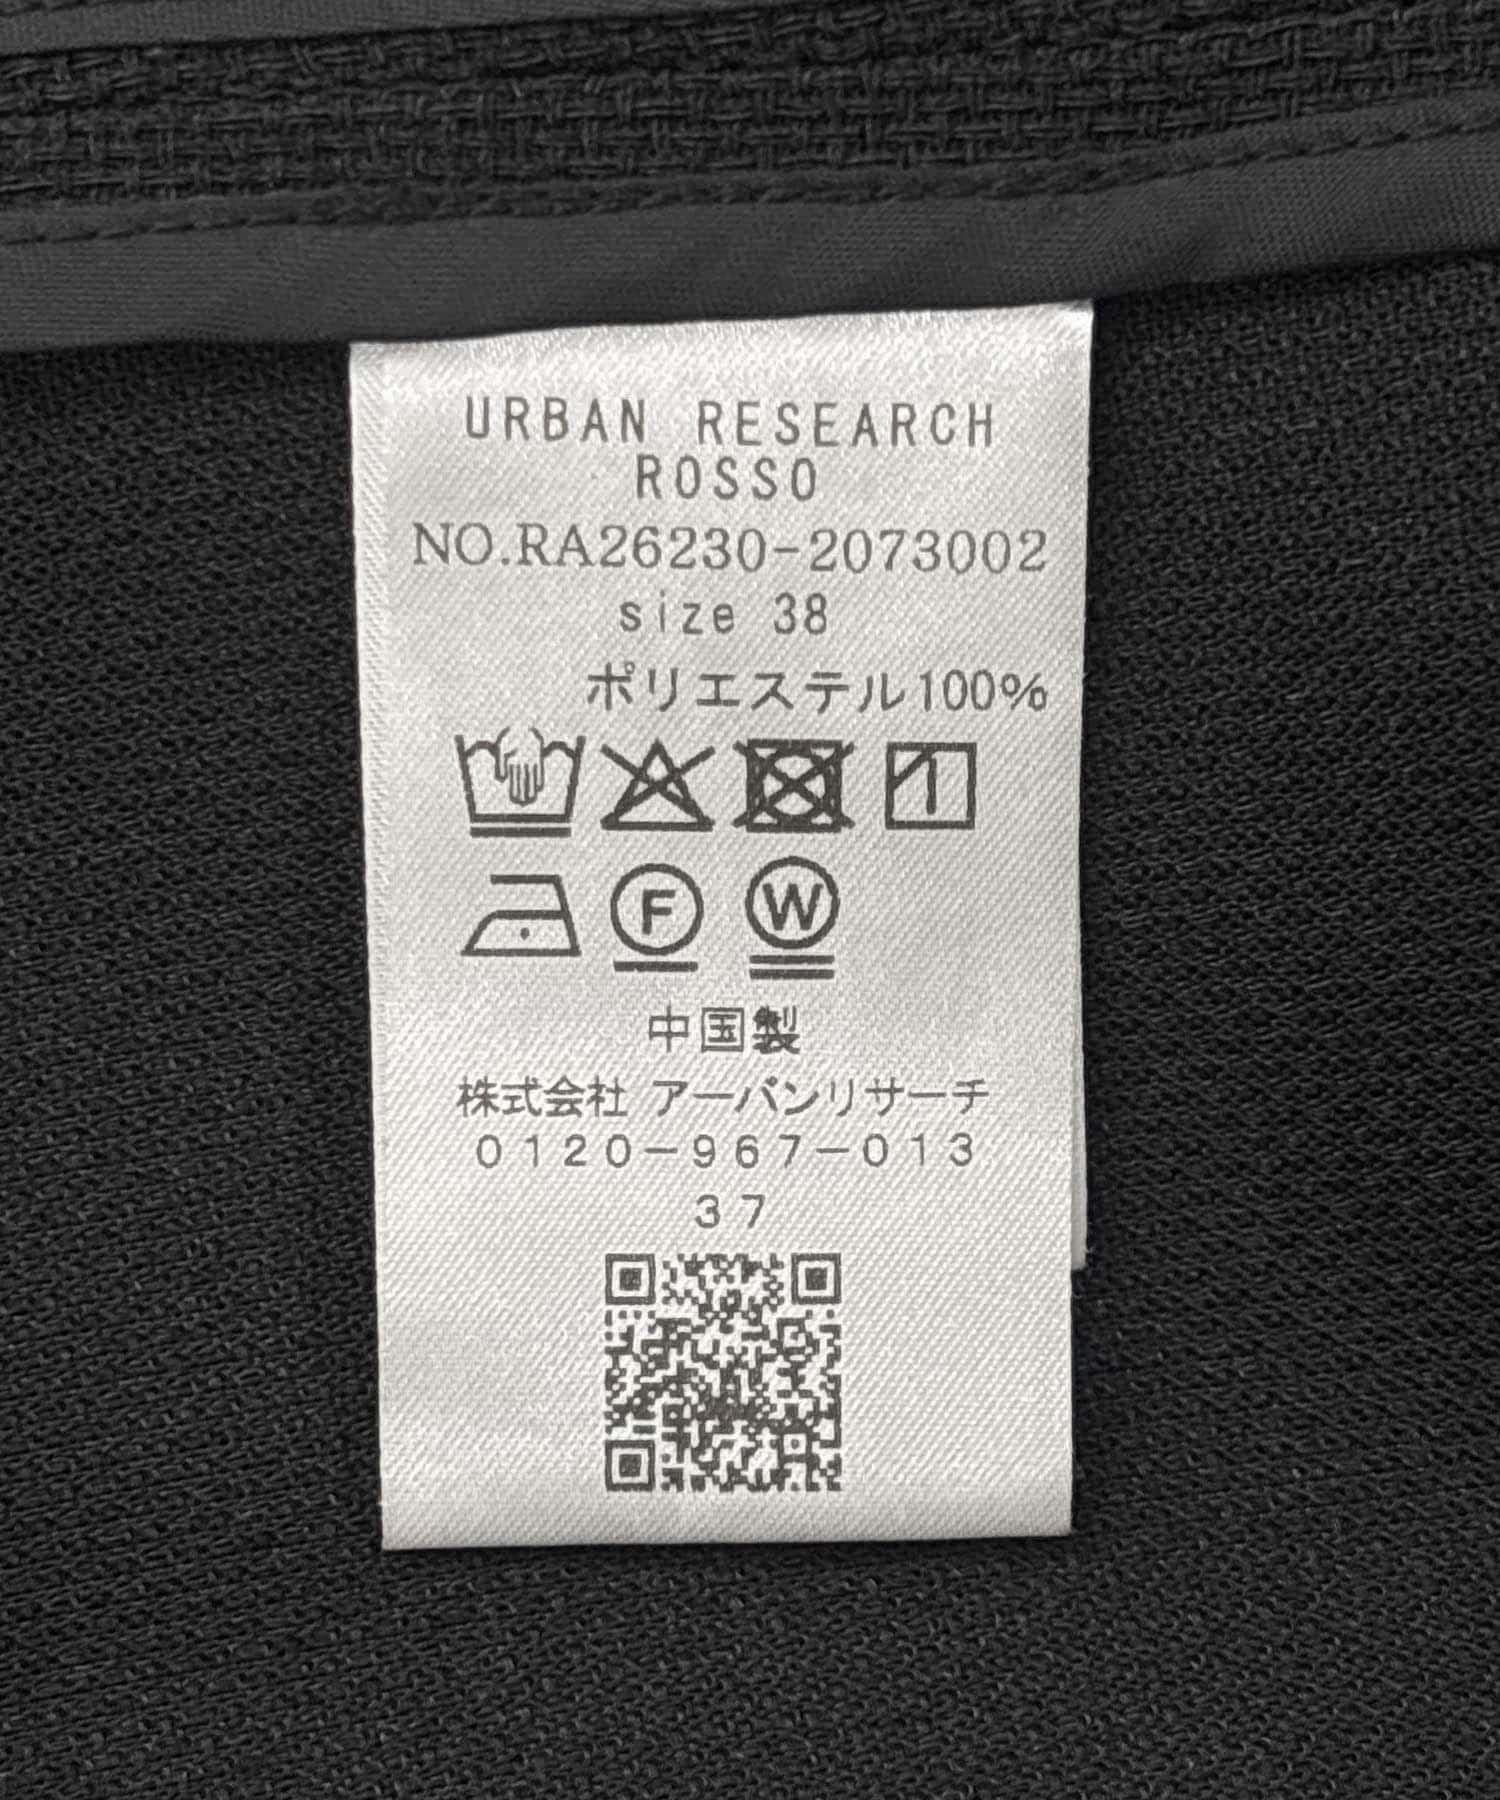 URBAN RESEARCH
ROSSO
NO.RA26230-2073002
size 38
ポリエステル100%
F W
中国製
株式会社 アーバンリサーチ
0120-967-013
37